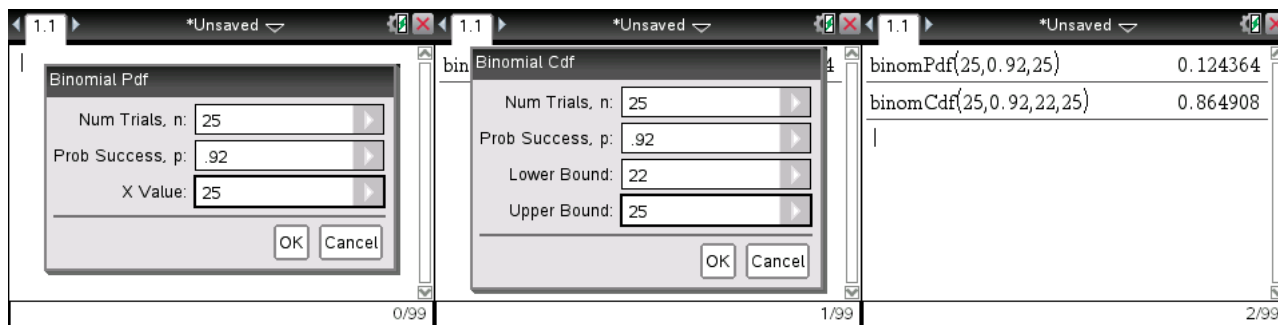 1.1
*Unsaved
Binomial Pdf
Num Trials, n: 25
Prob Success, p: .92
X Value: 25
OK Cancel
0/99
1.1
*Unsaved
bin
4
Binomial Cdf
Num Trials, n: 25
Prob Success, p: .92
Lower Bound: 22
Upper Bound: 25
OK Cancel
1/99
1.1
*Unsaved
binomPdf(25,0.92,25) 0.124364
binomCdf(25,0.92,22,25) 0.864908
2/99